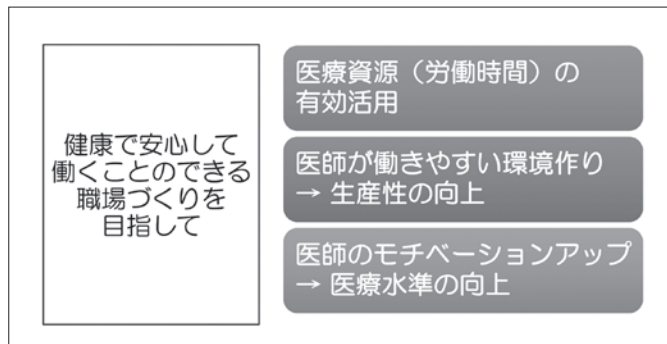 健康で安心して
働くことのできる
職場づくりを
目指して
医療資源（労働時間）の
有効活用
医師が働きやすい環境作り
→ 生産性の向上
医師のモチベーションアップ
→ 医療水準の向上